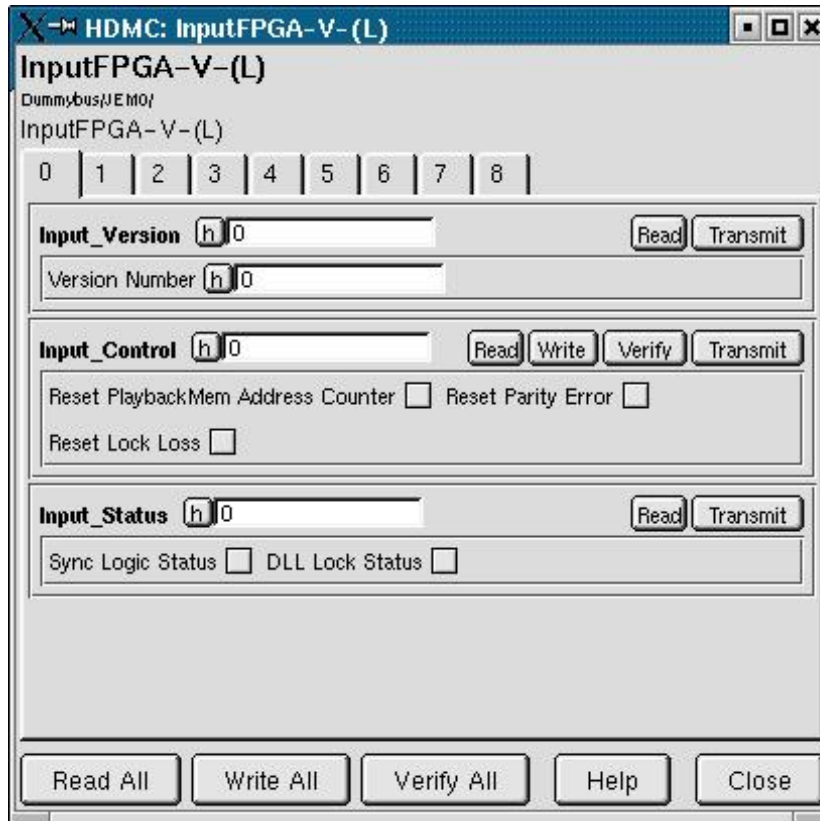 HDMC: InputFPGA-V-(L)
InputFPGA-V-(L)
Dummybus/JEM0/
InputFPGA-V-(L)
0 1 2 3 4 5 6 7 8
Input_Version h 0 Read Transmit
Version Number h 0
Input_Control h 0 Read Write Verify Transmit
Reset PlaybackMem Address Counter Reset Parity Error
Reset Lock Loss
Input_Status h 0 Read Transmit
Sync Logic Status DLL Lock Status
Read All Write All Verify All Help Close